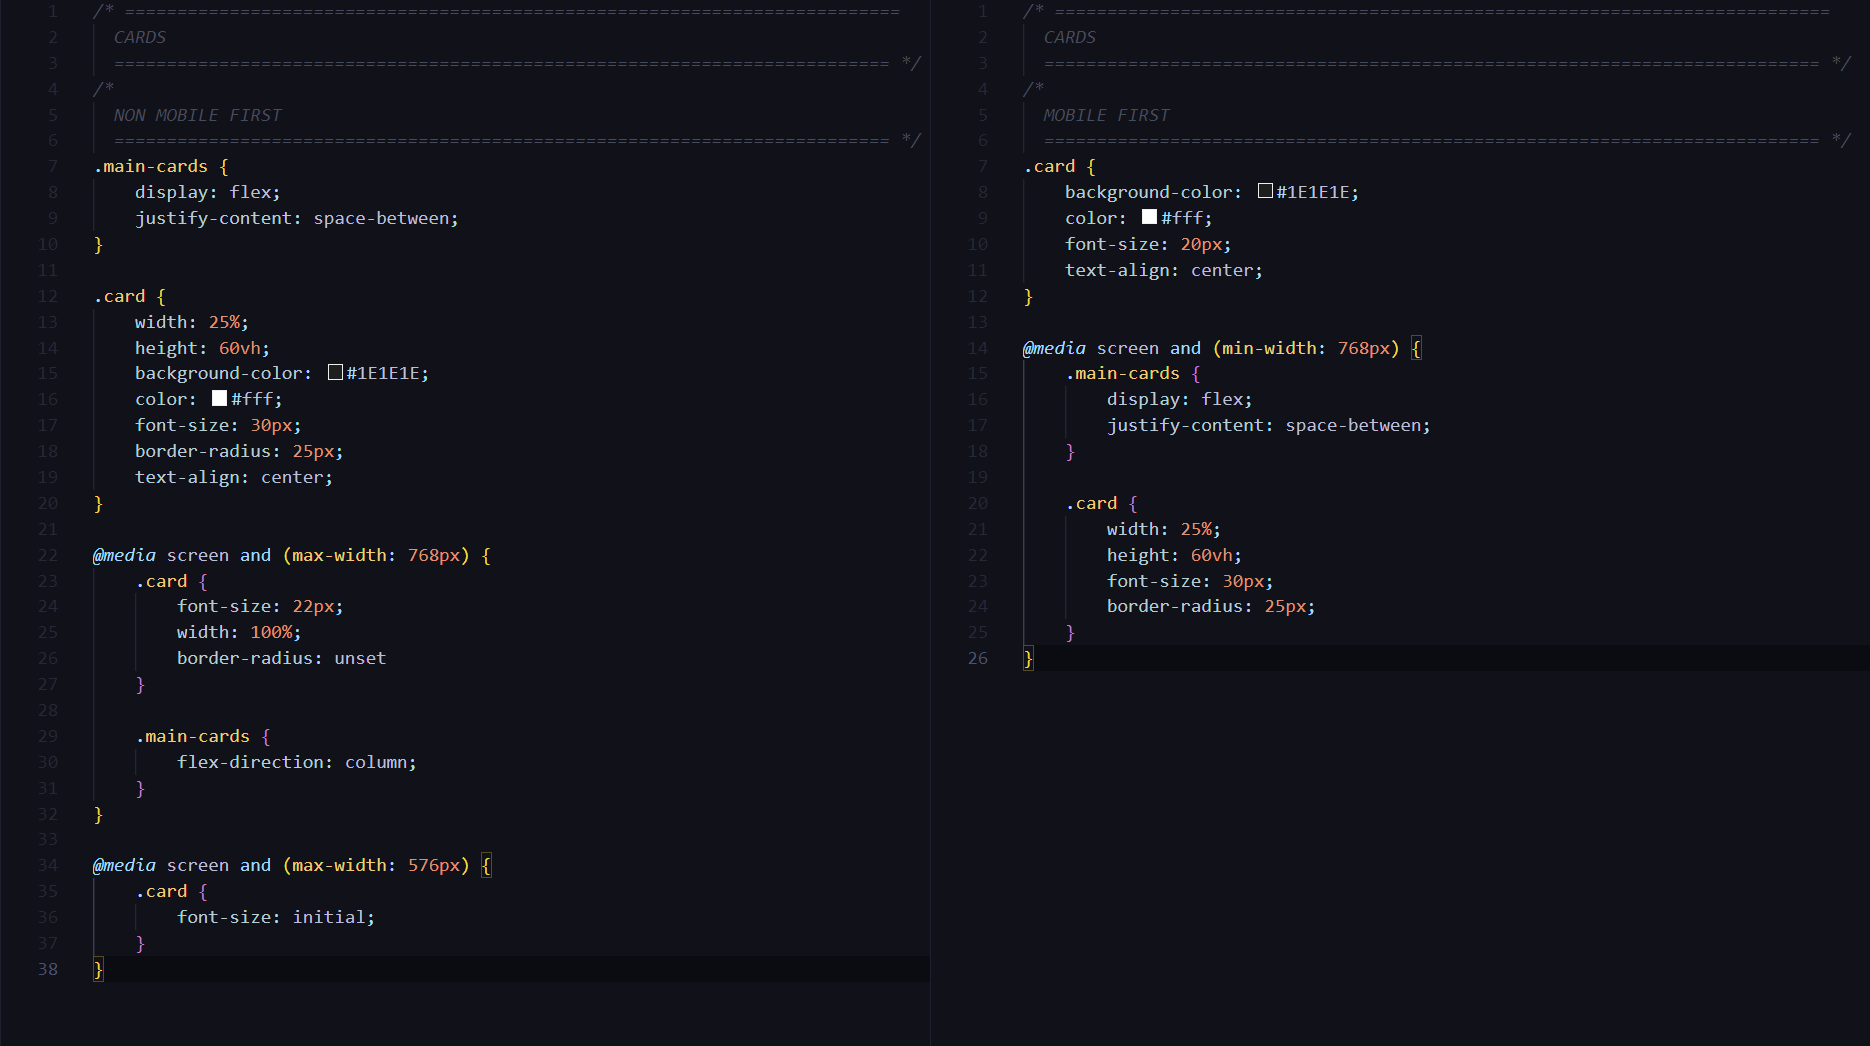 1 /* ==========================================================================
2 CARDS
3 ========================================================================== */
4 /*
5 NON MOBILE FIRST
6 ========================================================================== */
7 .main-cards {
8 display: flex;
9 justify-content: space-between;
10 }
11
12 .card {
13 width: 25%;
14 height: 60vh;
15 background-color: #1E1E1E;
16 color: #fff;
17 font-size: 30px;
18 border-radius: 25px;
19 text-align: center;
20 }
21
22 @media screen and (max-width: 768px) {
23 .card {
24 font-size: 22px;
25 width: 100%;
26 border-radius: unset
27 }
28
29 .main-cards {
30 flex-direction: column;
31 }
32 }
33
34 @media screen and (max-width: 576px) {
35 .card {
36 font-size: initial;
37 }
38 }
1 /* ==========================================================================
2 CARDS
3 ========================================================================== */
4 /*
5 MOBILE FIRST
6 ========================================================================== */
7 .card {
8 background-color: #1E1E1E;
9 color: #fff;
10 font-size: 20px;
11 text-align: center;
12 }
13
14 @media screen and (min-width: 768px) {
15 .main-cards {
16 display: flex;
17 justify-content: space-between;
18 }
19
20 .card {
21 width: 25%;
22 height: 60vh;
23 font-size: 30px;
24 border-radius: 25px;
25 }
26 }